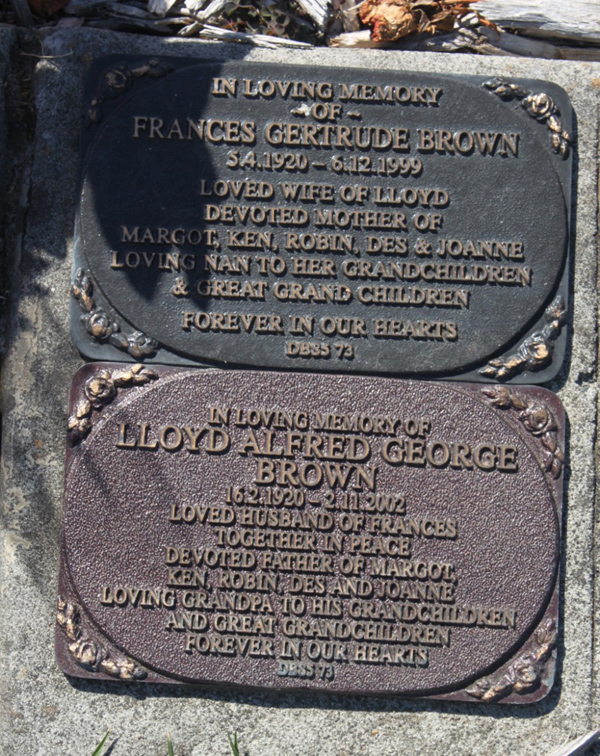 IN LOVING MEMORY
~ OF ~
FRANCES GERTRUDE BROWN
5.4.1920 – 6.12.1999
LOVED WIFE OF LLOYD
DEVOTED MOTHER OF
MARGOT, KEN, ROBIN, DES & JOANNE
LOVING NAN TO HER GRANDCHILDREN
& GREAT GRAND CHILDREN
FOREVER IN OUR HEARTS
DBS5 73
IN LOVING MEMORY OF
LLOYD ALFRED GEORGE
BROWN
16.2.1920 – 2.11.2002
LOVED HUSBAND OF FRANCES
TOGETHER IN PEACE
DEVOTED FATHER OF MARGOT,
KEN, ROBIN, DES AND JOANNE
LOVING GRANDPA TO HIS GRANDCHILDREN
AND GREAT GRANDCHILDREN
FOREVER IN OUR HEARTS
DBS5 73